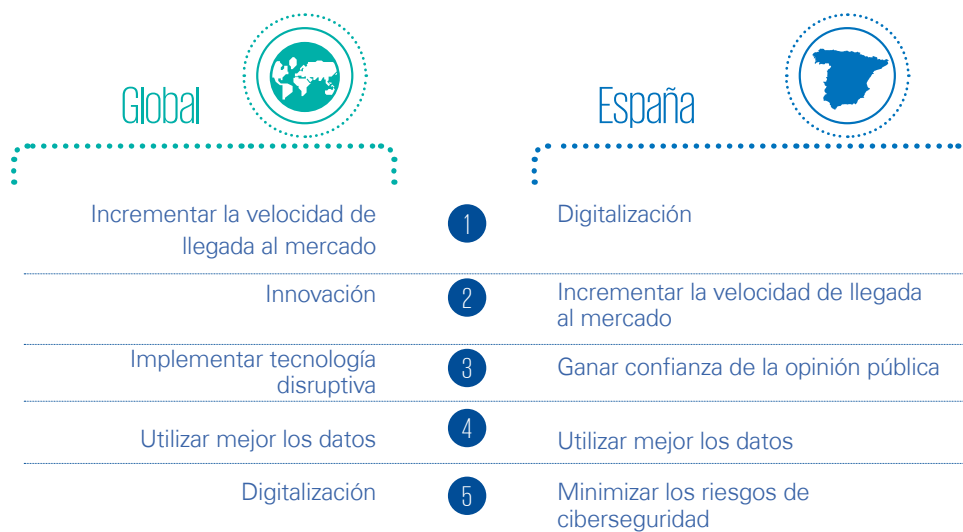 Global
España
Incrementar la velocidad de
llegada al mercado
1
Digitalización
Innovación
2
Incrementar la velocidad de llegada
al mercado
Implementar tecnología
disruptiva
3
Ganar confianza de la opinión pública
Utilizar mejor los datos
4
Utilizar mejor los datos
Digitalización
5
Minimizar los riesgos de
ciberseguridad